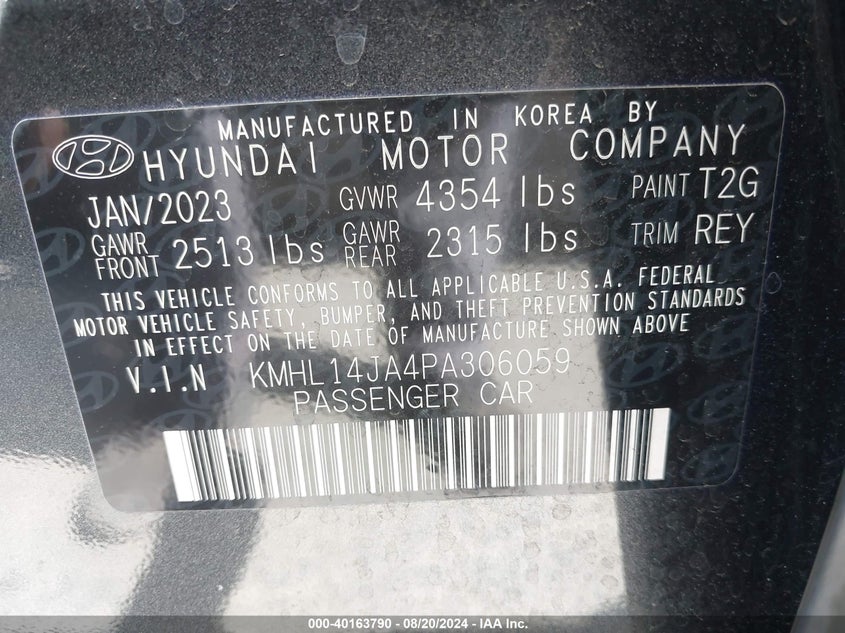 MANUFACTURED IN KOREA BY
HYUNDAI MOTOR COMPANY
JAN/2023 GVWR 4354 lbs PAINT T2G
GAWR FRONT 2513 lbs GAWR REAR 2315 lbs TRIM REY
THIS VEHICLE CONFORMS TO ALL APPLICABLE U.S.A. FEDERAL
MOTOR VEHICLE SAFETY, BUMPER, AND THEFT PREVENTION STANDARDS
IN EFFECT ON THE DATE OF MANUFACTURE SHOWN ABOVE
V.I.N KMHL14JA4PA306059
PASSENGER CAR
000-40163790 - 08/20/2024 - IAA Inc.